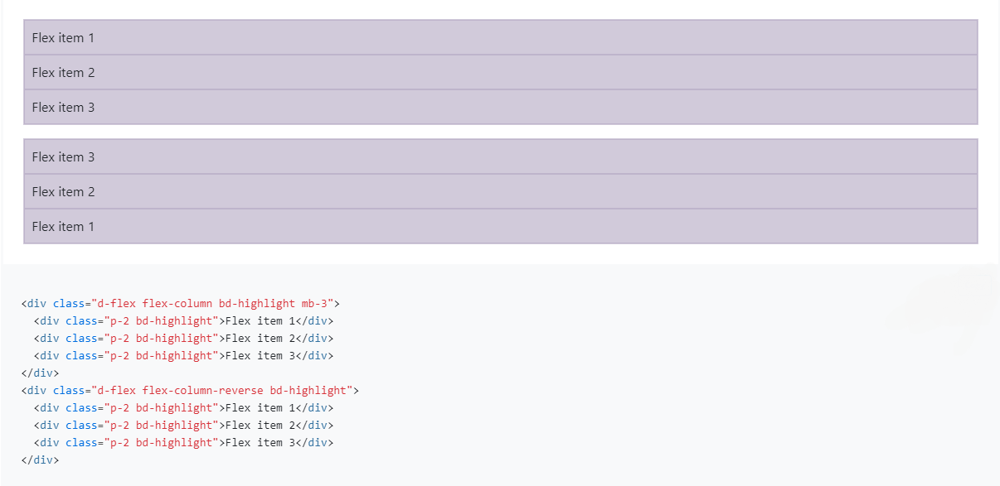 Flex item 1
Flex item 2
Flex item 3
Flex item 3
Flex item 2
Flex item 1
<div class="d-flex flex-column bd-highlight mb-3">
  <div class="p-2 bd-highlight">Flex item 1</div>
  <div class="p-2 bd-highlight">Flex item 2</div>
  <div class="p-2 bd-highlight">Flex item 3</div>
</div>
<div class="d-flex flex-column-reverse bd-highlight">
  <div class="p-2 bd-highlight">Flex item 1</div>
  <div class="p-2 bd-highlight">Flex item 2</div>
  <div class="p-2 bd-highlight">Flex item 3</div>
</div>